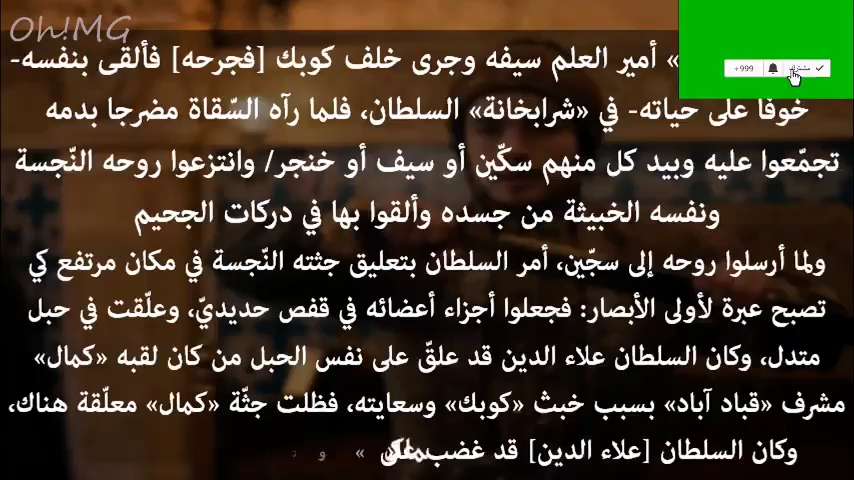 Oh!MG
مشترك
+999
» أمير العلم سيفه وجرى خلف كوبك [فجرحه] فألقى بنفسه-
خوفا على حياته- في «شرابخانة» السلطان، فلما رآه السّقاة مضرجا بدمه
تجمّعوا عليه وبيد كل منهم سكّين أو سيف أو خنجر/ وانتزعوا روحه النّجسة
ونفسه الخبيثة من جسده وألقوا بها في دركات الجحيم
ولما أرسلوا روحه إلى سجّين، أمر السلطان بتعليق جثته النّجسة في مكان مرتفع كي
تصبح عبرة لأولى الأبصار: فجعلوا أجزاء أعضائه في قفص حديديّ، وعلّقت في حبل
متدل، وكان السلطان علاء الدين قد علقّ على نفس الحبل من كان لقبه «كمال»
مشرف «قباد آباد» بسبب خبث «كوبك» وسعايته، فظلت جثّة «كمال» معلّقة هناك،
وكان السلطان [علاء الدين] قد غضب